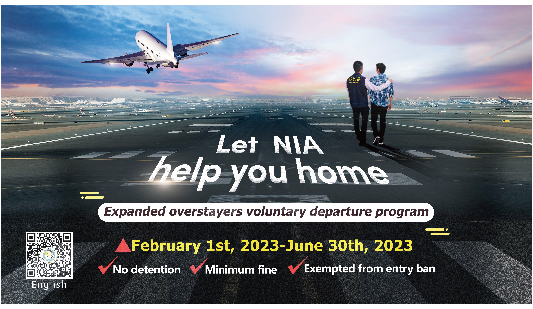 Let NIA
help you home
Expanded overstayers voluntary departure program
▲February 1st, 2023-June 30th, 2023
✓No detention ✓Minimum fine ✓Exempted from entry ban
English